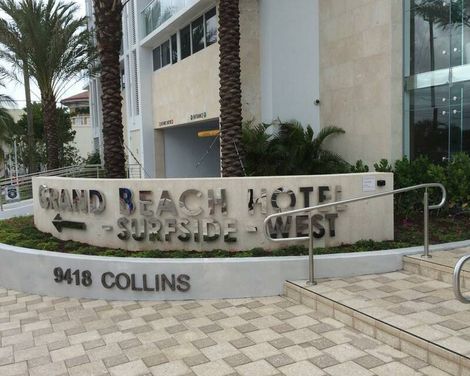 GRAND BEACH HOTEL
- SURFSIDE - WEST
9418 COLLINS